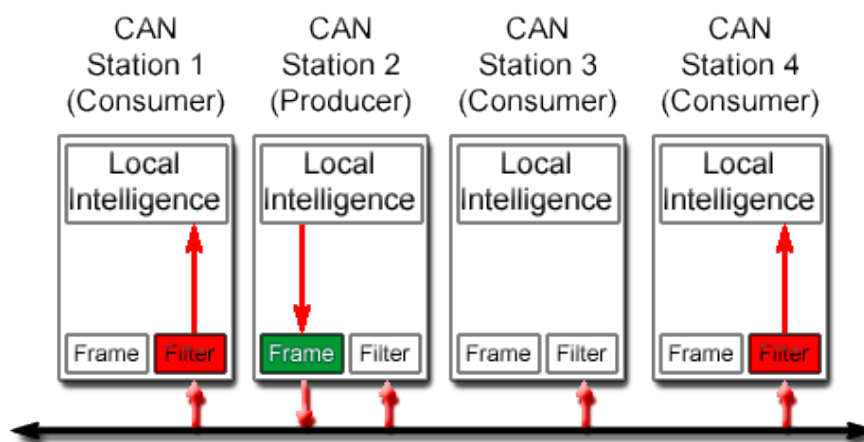 CAN
Station 1
(Consumer)
CAN
Station 2
(Producer)
CAN
Station 3
(Consumer)
CAN
Station 4
(Consumer)
Local
Intelligence
Local
Intelligence
Local
Intelligence
Local
Intelligence
Frame
Filter
Frame
Filter
Frame
Filter
Frame
Filter